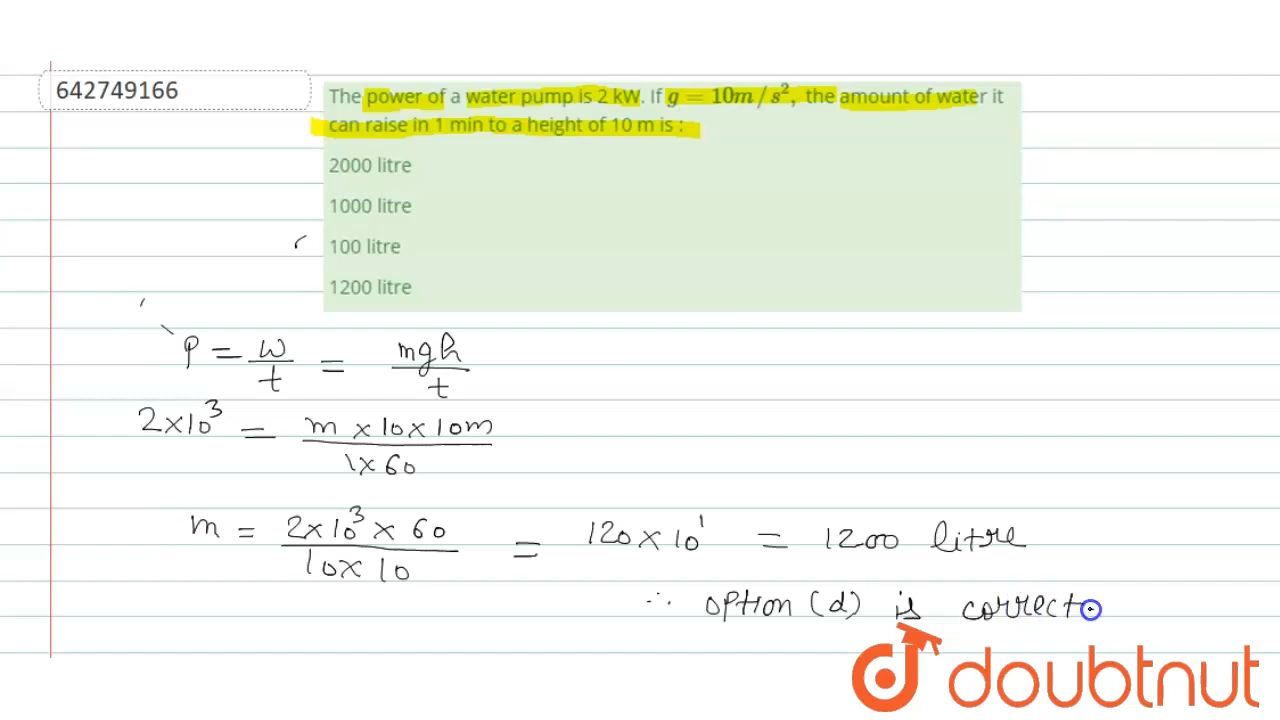 642749166
The power of a water pump is 2 kW. If g = 10m/s², the amount of water it
can raise in 1 min to a height of 10 m is :
2000 litre
1000 litre
100 litre
1200 litre
P = w/t = mgh/t
2×10³ = m × 10 × 10m / 1× 60
m = 2×10³ × 60 / 10× 10 = 120 × 10¹ = 1200 litre
∴ option (d) is correct
doubtnut